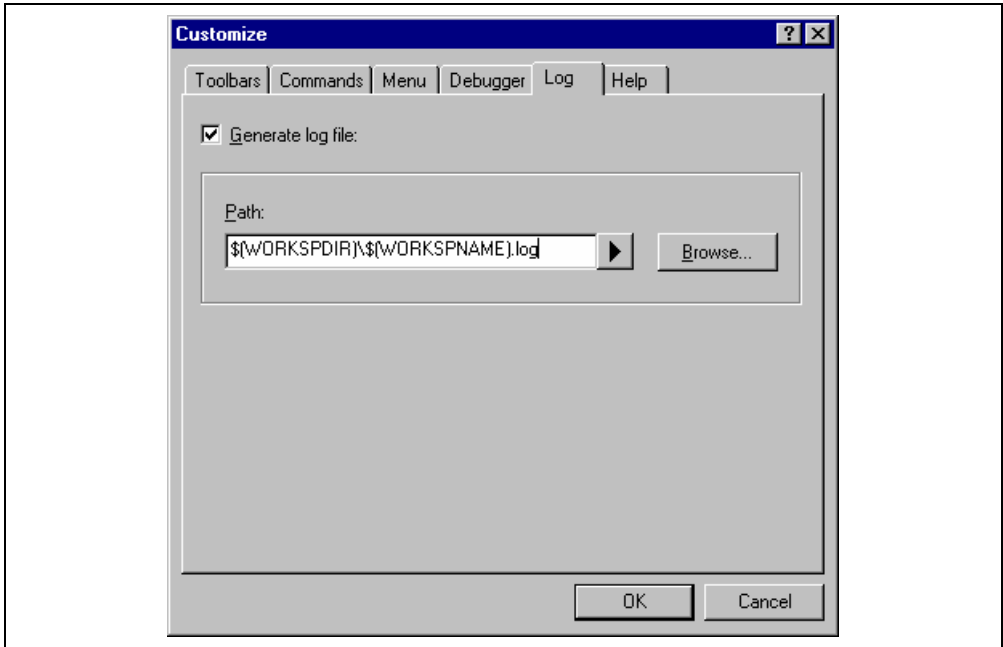 Customize
Toolbars Commands Menu Debugger Log Help
Generate log file:
Path:
$(WORKSPDIR)\$(WORKSPNAME).log
Browse...
OK Cancel